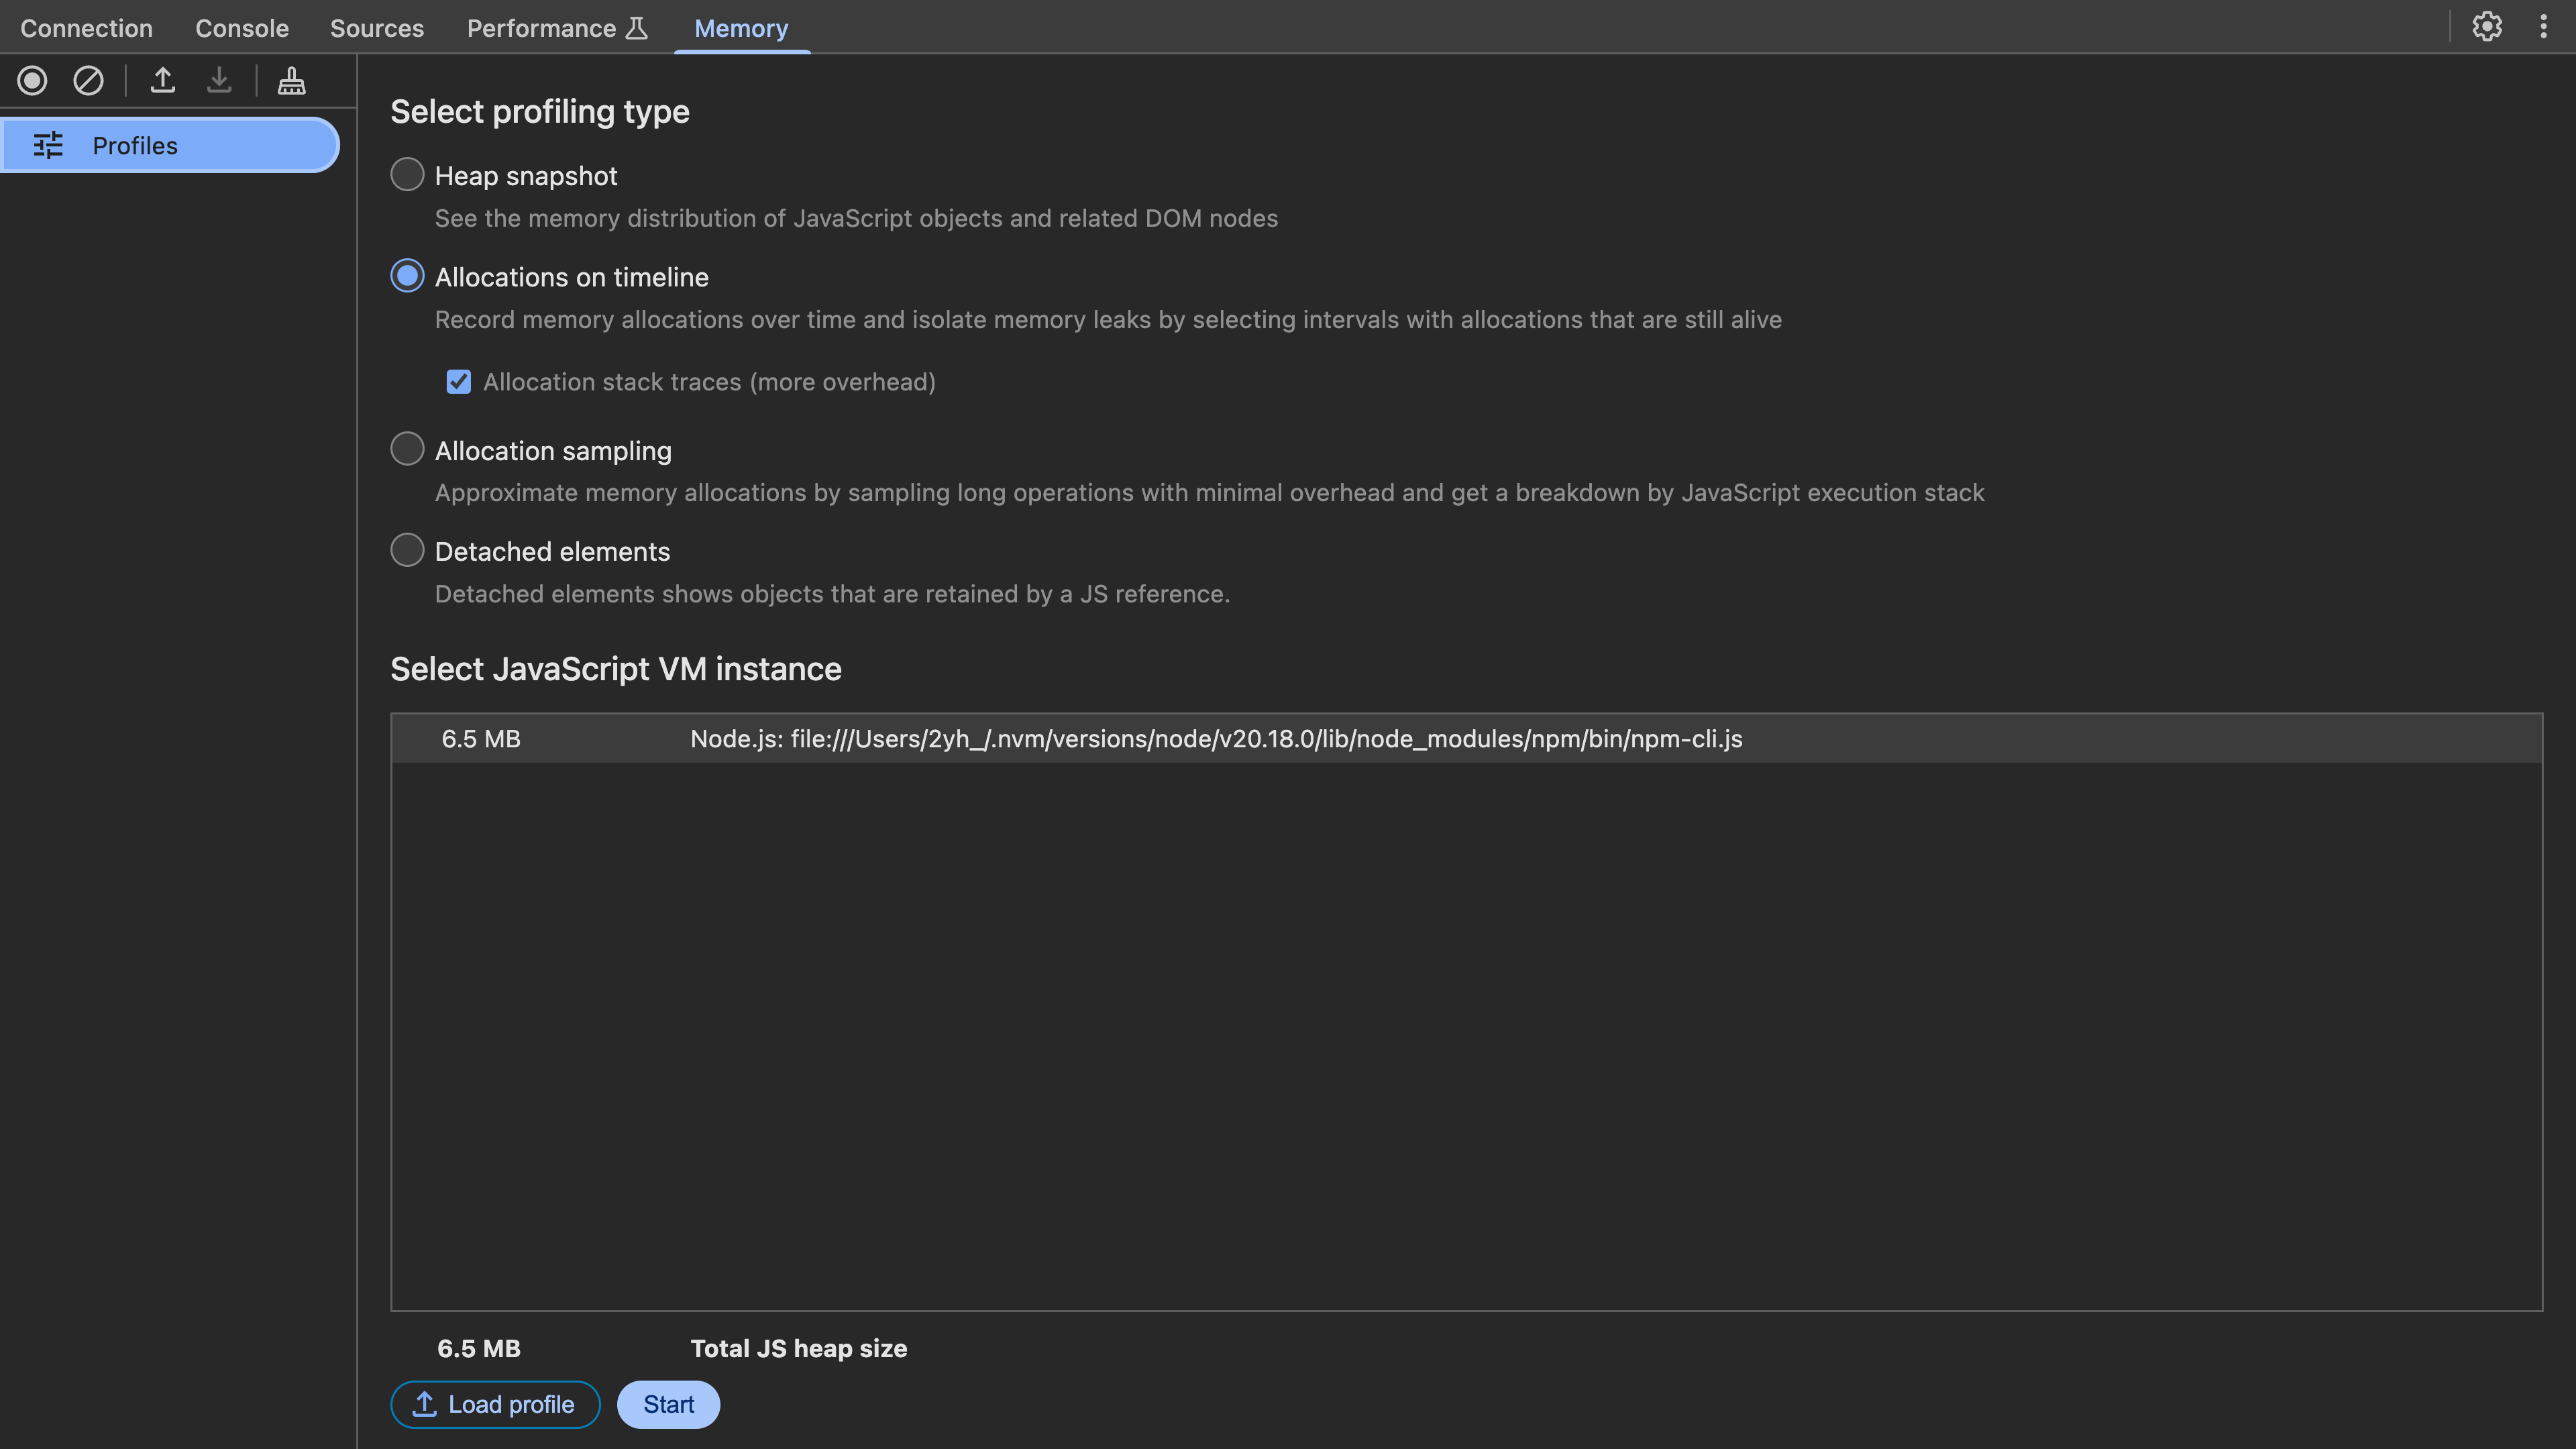 Connection Console Sources Performance Memory
Profiles
Select profiling type
Heap snapshot
See the memory distribution of JavaScript objects and related DOM nodes
Allocations on timeline
Record memory allocations over time and isolate memory leaks by selecting intervals with allocations that are still alive
Allocation stack traces (more overhead)
Allocation sampling
Approximate memory allocations by sampling long operations with minimal overhead and get a breakdown by JavaScript execution stack
Detached elements
Detached elements shows objects that are retained by a JS reference.
Select JavaScript VM instance
6.5 MB Node.js: file:///Users/2yh_/.nvm/versions/node/v20.18.0/lib/node_modules/npm/bin/npm-cli.js
6.5 MB Total JS heap size
Load profile Start